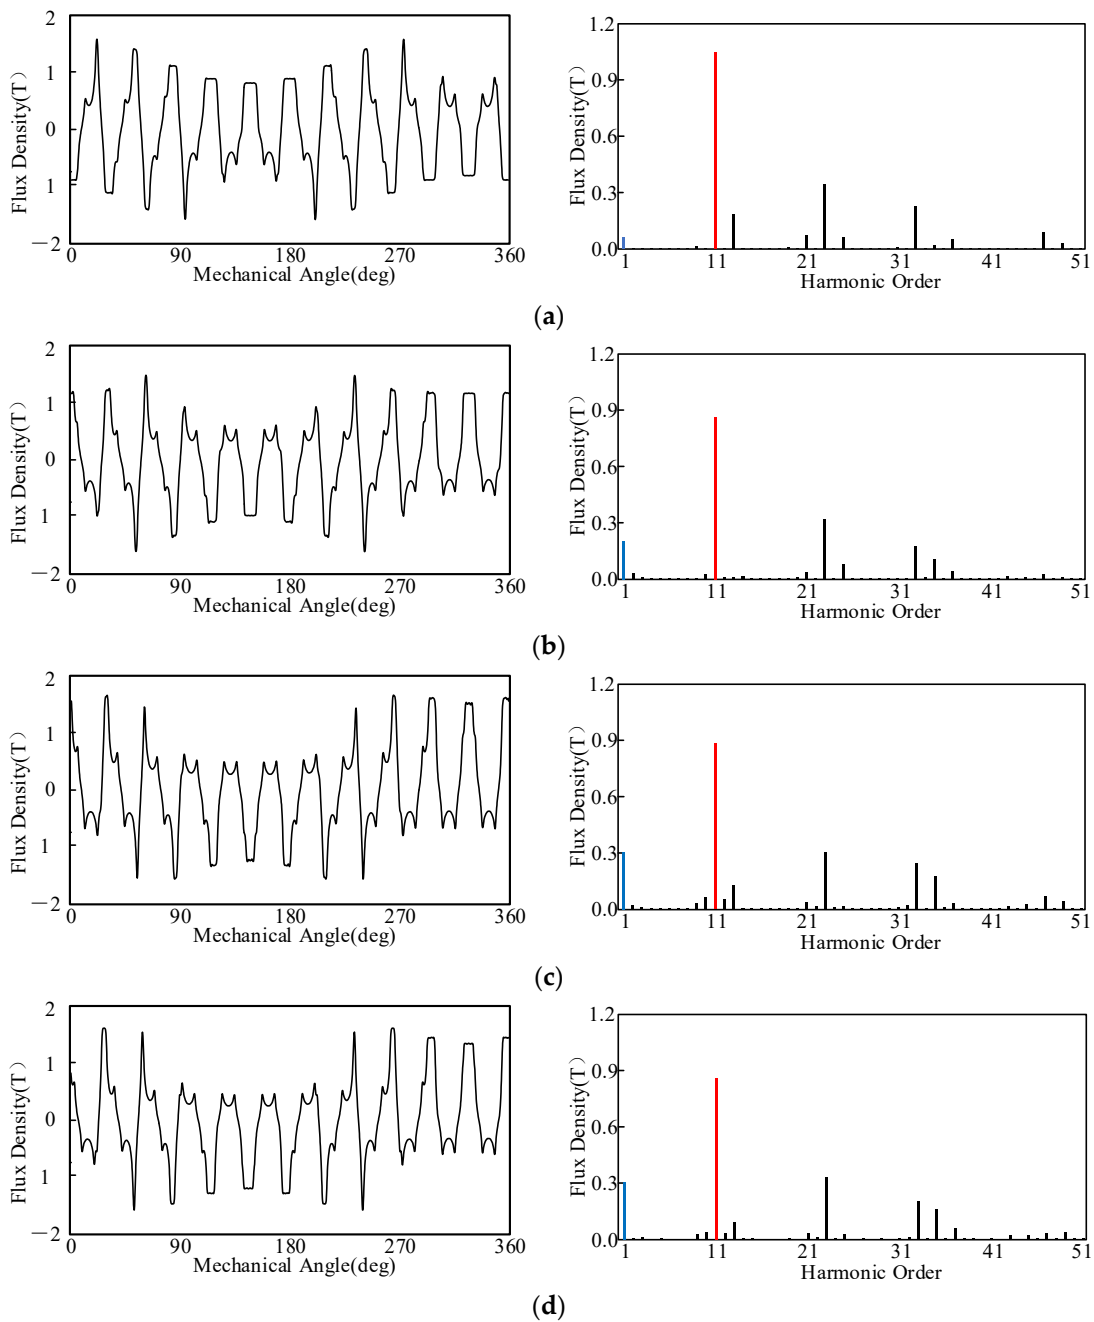 2
1
0
1
－2
Flux Density(T）
0 90 180 270 360
Mechanical Angle(deg)
1.2
0.9
0.6
0.3
0.0
Flux Density(T）
1 11 21 31 41 51
Harmonic Order
(a)
2
1
0
1
－2
Flux Density(T）
0 90 180 270 360
Mechanical Angle(deg)
1.2
0.9
0.6
0.3
0.0
Flux Density(T）
1 11 21 31 41 51
Harmonic Order
(b)
2
1
0
1
－2
Flux Density(T）
0 90 180 270 360
Mechanical Angle(deg)
1.2
0.9
0.6
0.3
0.0
Flux Density(T）
1 11 21 31 41 51
Harmonic Order
(c)
2
1
0
1
－2
Flux Density(T）
0 90 180 270 360
Mechanical Angle(deg)
1.2
0.9
0.6
0.3
0.0
Flux Density(T）
1 11 21 31 41 51
Harmonic Order
(d)